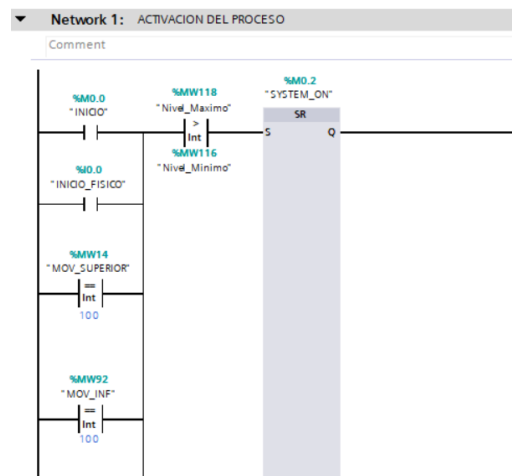 Network 1: ACTIVACION DEL PROCESO
Comment
%M0.0
"INICIO"
%MW118
"Nivel_Maximo"
>
Int
%MW116
"Nivel_Minimo"
%M0.2
"SYSTEM_ON"
SR
S Q
%I0.0
"INICIO_FISICO"
%MW14
"MOV_SUPERIOR"
==
Int
100
%MW92
"MOV_INF"
==
Int
100